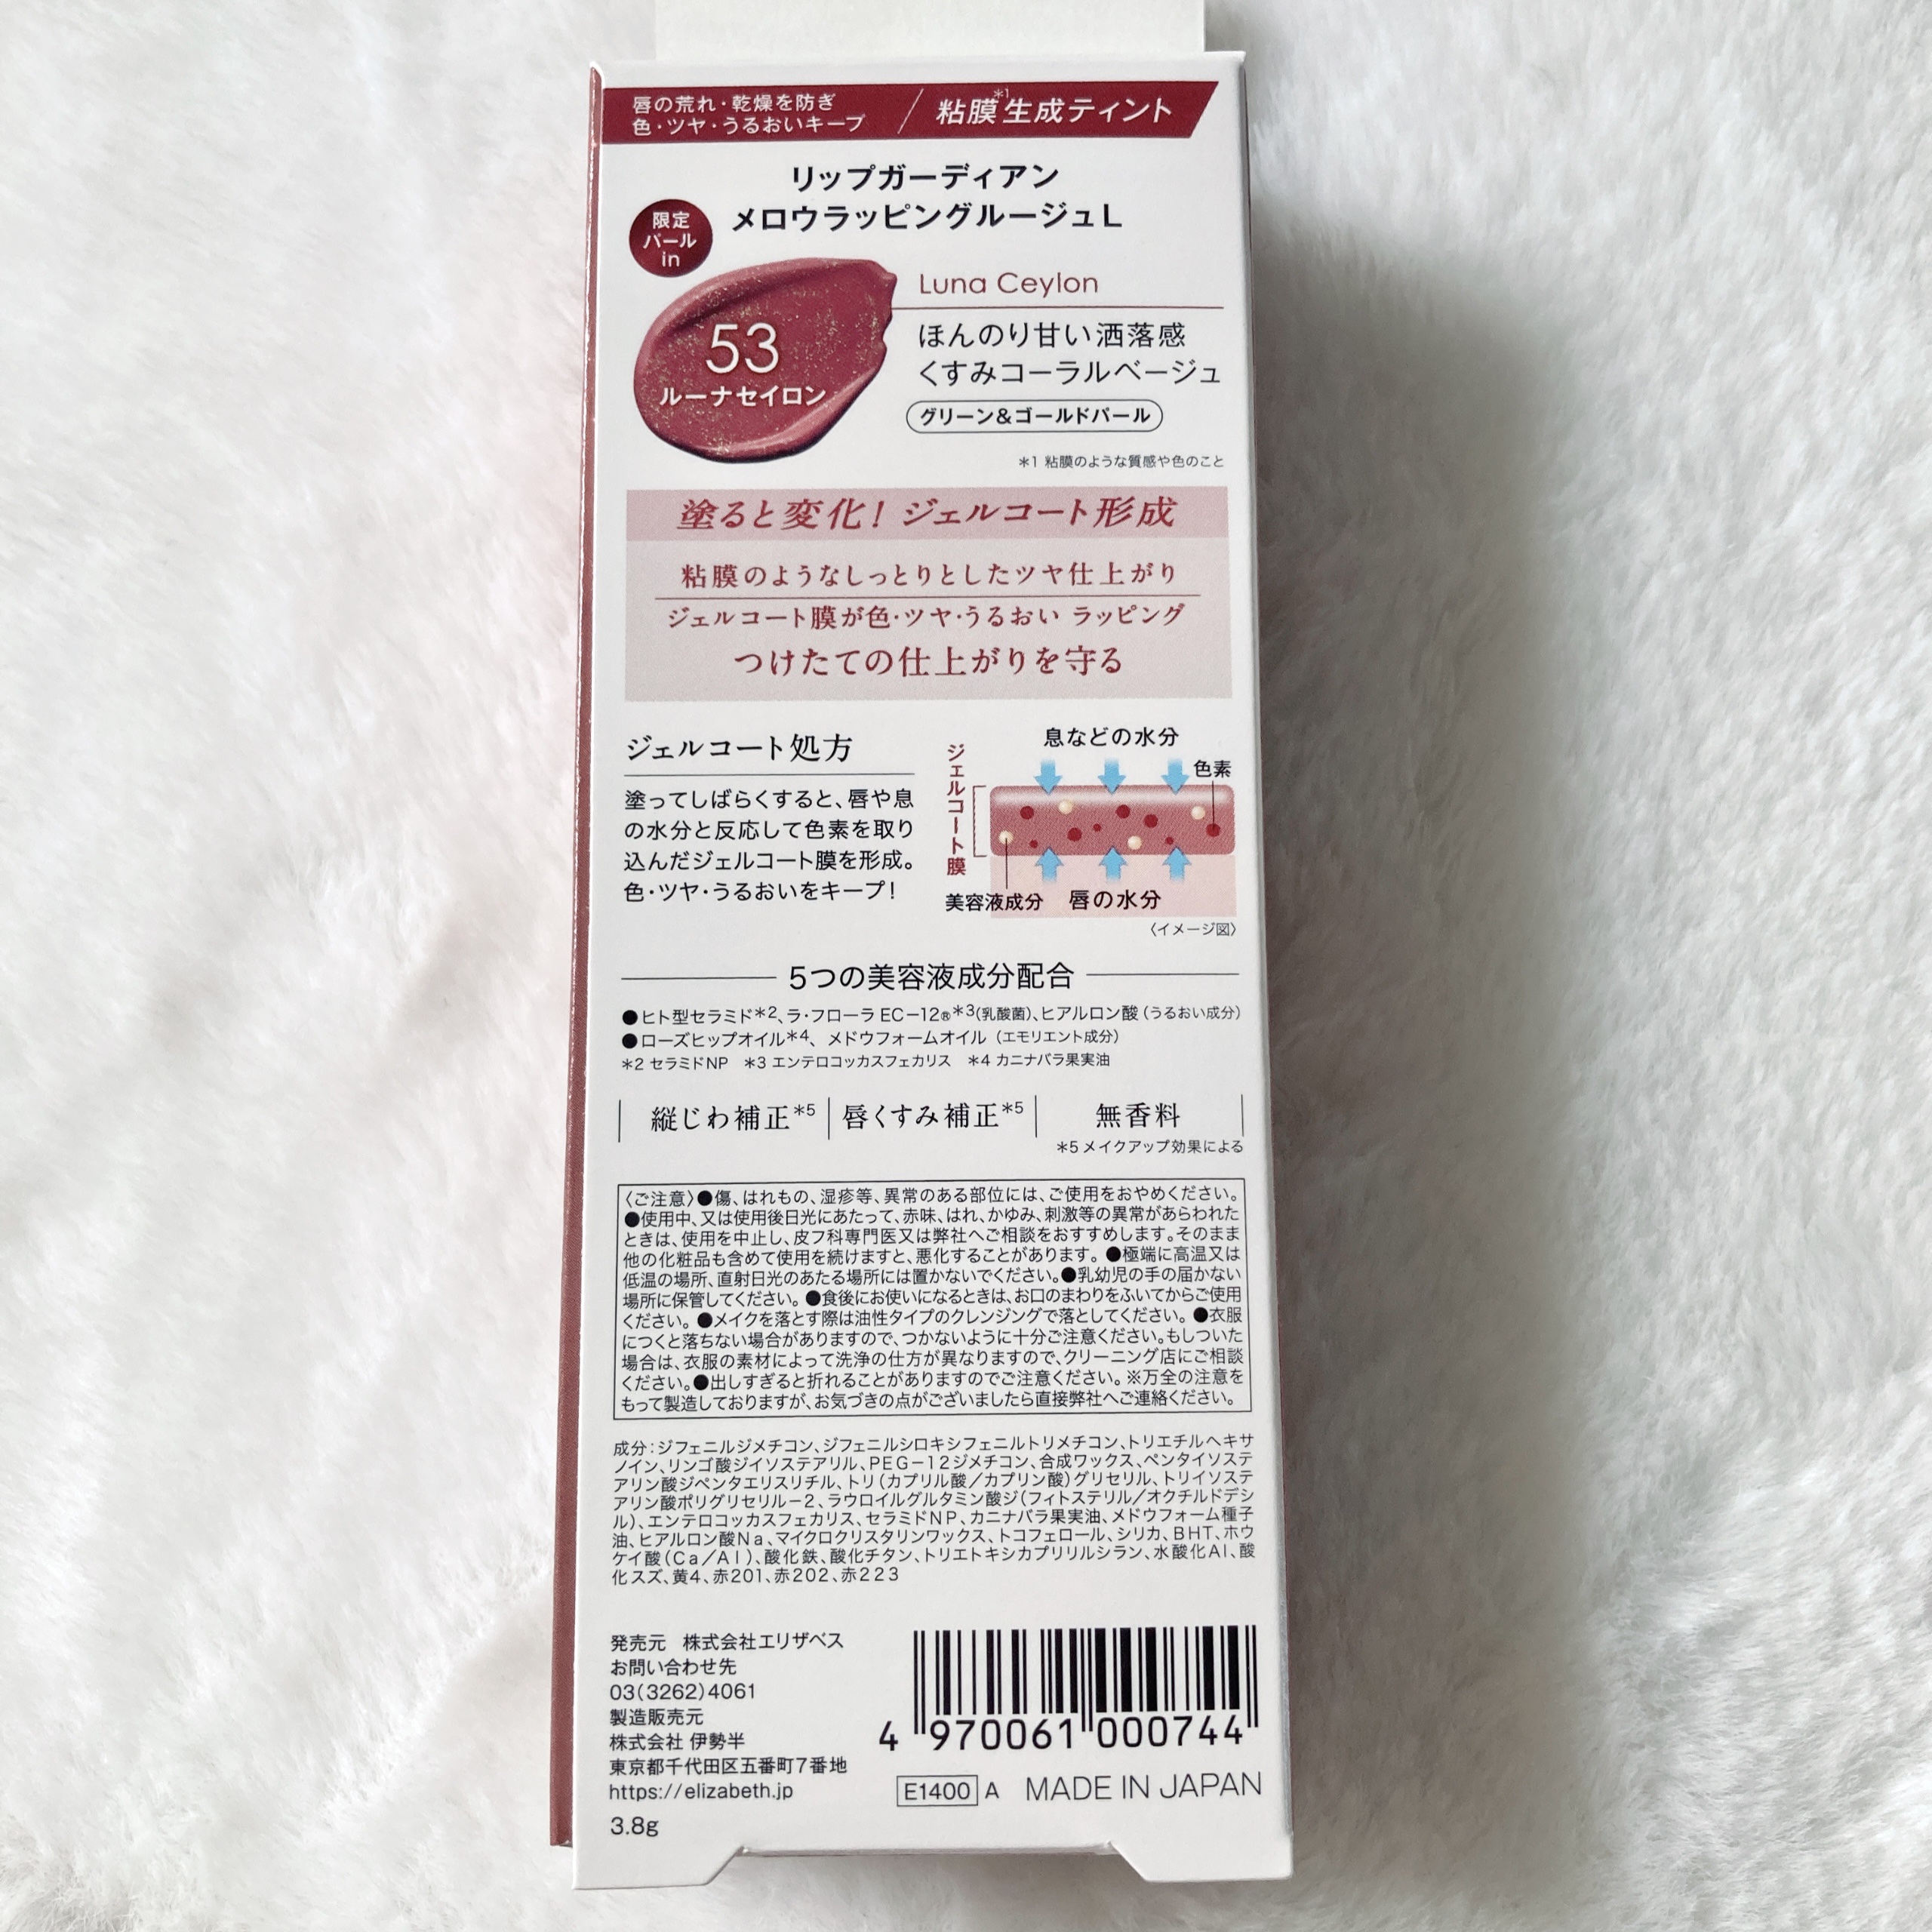 唇の荒れ・乾燥を防ぎ
色・ツヤ・うるおいキープ
粘膜*1生成ティント
リップガーディアン
メロウラッピングルージュL
限定
パール
in
53
ルーナセイロン
Luna Ceylon
ほんのり甘い洒落感
くすみコーラルベージュ
グリーン&ゴールドパール
*1 粘膜のような質感や色のこと
塗ると変化！ジェルコート形成
粘膜のようなしっとりとしたツヤ仕上がり
ジェルコート膜が色・ツヤ・うるおい ラッピング
つけたての仕上がりを守る
ジェルコート処方
塗ってしばらくすると、唇や息
の水分と反応して色素を取り
込んだジェルコート膜を形成。
色・ツヤ・うるおいをキープ！
息などの水分
色素
ジェルコート膜
美容液成分 唇の水分
〈イメージ図〉
5つの美容液成分配合
●ヒト型セラミド*2、ラ・フローラ EC−12®*3(乳酸菌)、ヒアルロン酸（うるおい成分）
●ローズヒップオイル*4、メドウフォームオイル（エモリエント成分）
*2 セラミドNP *3 エンテロコッカスフェカリス *4 カニナバラ果実油
縦じわ補正*5 唇くすみ補正*5 無香料
*5 メイクアップ効果による
〈ご注意〉●傷、はれもの、湿疹等、異常のある部位には、ご使用をおやめください。
●使用中、又は使用後日光にあたって、赤味、はれ、かゆみ、刺激等の異常があらわれた
ときは、使用を中止し、皮フ科専門医又は弊社へご相談をおすすめします。そのまま
他の化粧品も含めて使用を続けますと、悪化することがあります。●極端に高温又は
低温の場所、直射日光のあたる場所には置かないでください。●乳幼児の手の届かない
場所に保管してください。●食後にお使いになるときは、お口のまわりをふいてからご使用
ください。●メイクを落とす際は油性タイプのクレンジングで落としてください。●衣服
につくと落ちない場合がありますので、つかないように十分ご注意ください。もしついた
場合は、衣服の素材によって洗浄の仕方が異なりますので、クリーニング店にご相談
ください。●出しすぎると折れることがありますのでご注意ください。※万全の注意を
もって製造しておりますが、お気づきの点がございましたら直接弊社へご連絡ください。
成分：ジフェニルジメチコン、ジフェニルシロキシフェニルトリメチコン、トリエチルヘキサ
ノイン、リンゴ酸ジイソステアリル、PEG−12ジメチコン、合成ワックス、ペンタイソステ
アリン酸ジペンタエリスリチル、トリ（カプリル酸／カプリン酸）グリセリル、トリイソステ
アリン酸ポリグリセリル−2、ラウロイルグルタミン酸ジ（フィトステリル／オクチルドデシ
ル）、エンテロコッカスフェカリス、セラミドNP、カニナバラ果実油、メドウフォーム種子
油、ヒアルロン酸Na、マイクロクリスタリンワックス、トコフェロール、シリカ、BHT、ホウ
ケイ酸（Ca／Al）、酸化鉄、酸化チタン、トリエトキシカプリリルシラン、水酸化Al、酸
化スズ、黄4、赤201、赤202、赤223
発売元 株式会社エリザベス
お問い合わせ先
03(3262)4061
製造販売元
株式会社 伊勢半
東京都千代田区五番町7番地
https://elizabeth.jp
3.8g
4 970061 000744
E1400 A MADE IN JAPAN